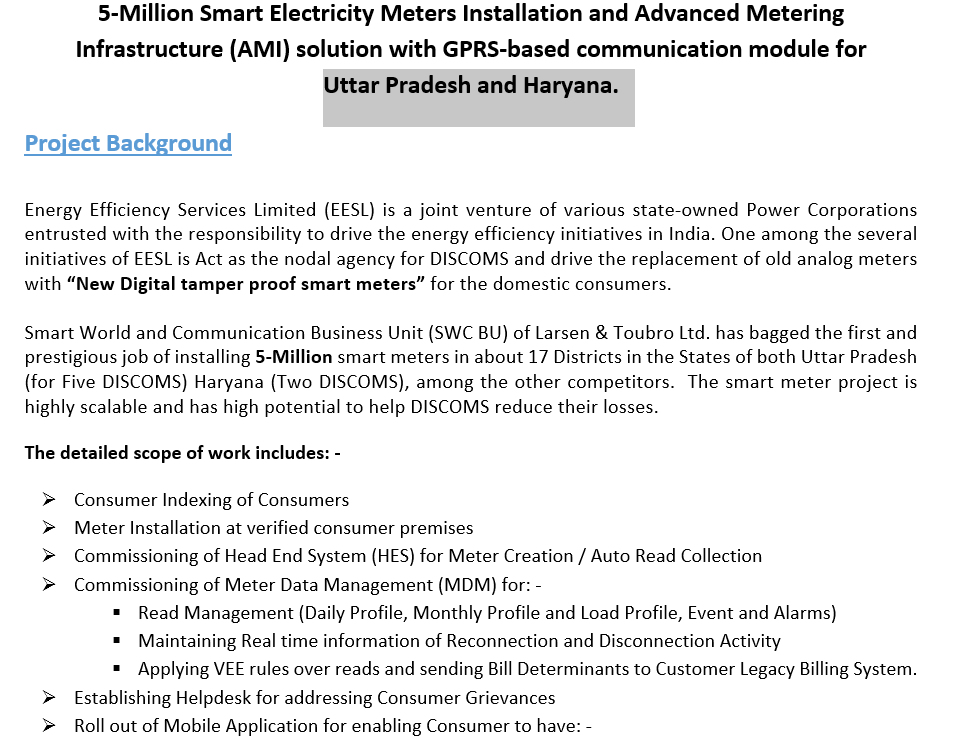 5-Million Smart Electricity Meters Installation and Advanced Metering
Infrastructure (AMI) solution with GPRS-based communication module for
Uttar Pradesh and Haryana.
Project Background
Energy Efficiency Services Limited (EESL) is a joint venture of various state-owned Power Corporations
entrusted with the responsibility to drive the energy efficiency initiatives in India. One among the several
initiatives of EESL is Act as the nodal agency for DISCOMS and drive the replacement of old analog meters
with “New Digital tamper proof smart meters” for the domestic consumers.
Smart World and Communication Business Unit (SWC BU) of Larsen & Toubro Ltd. has bagged the first and
prestigious job of installing 5-Million smart meters in about 17 Districts in the States of both Uttar Pradesh
(for Five DISCOMS) Haryana (Two DISCOMS), among the other competitors. The smart meter project is
highly scalable and has high potential to help DISCOMS reduce their losses.
The detailed scope of work includes: -
➢ Consumer Indexing of Consumers
➢ Meter Installation at verified consumer premises
➢ Commissioning of Head End System (HES) for Meter Creation / Auto Read Collection
➢ Commissioning of Meter Data Management (MDM) for: -
▪ Read Management (Daily Profile, Monthly Profile and Load Profile, Event and Alarms)
▪ Maintaining Real time information of Reconnection and Disconnection Activity
▪ Applying VEE rules over reads and sending Bill Determinants to Customer Legacy Billing System.
➢ Establishing Helpdesk for addressing Consumer Grievances
➢ Roll out of Mobile Application for enabling Consumer to have: -